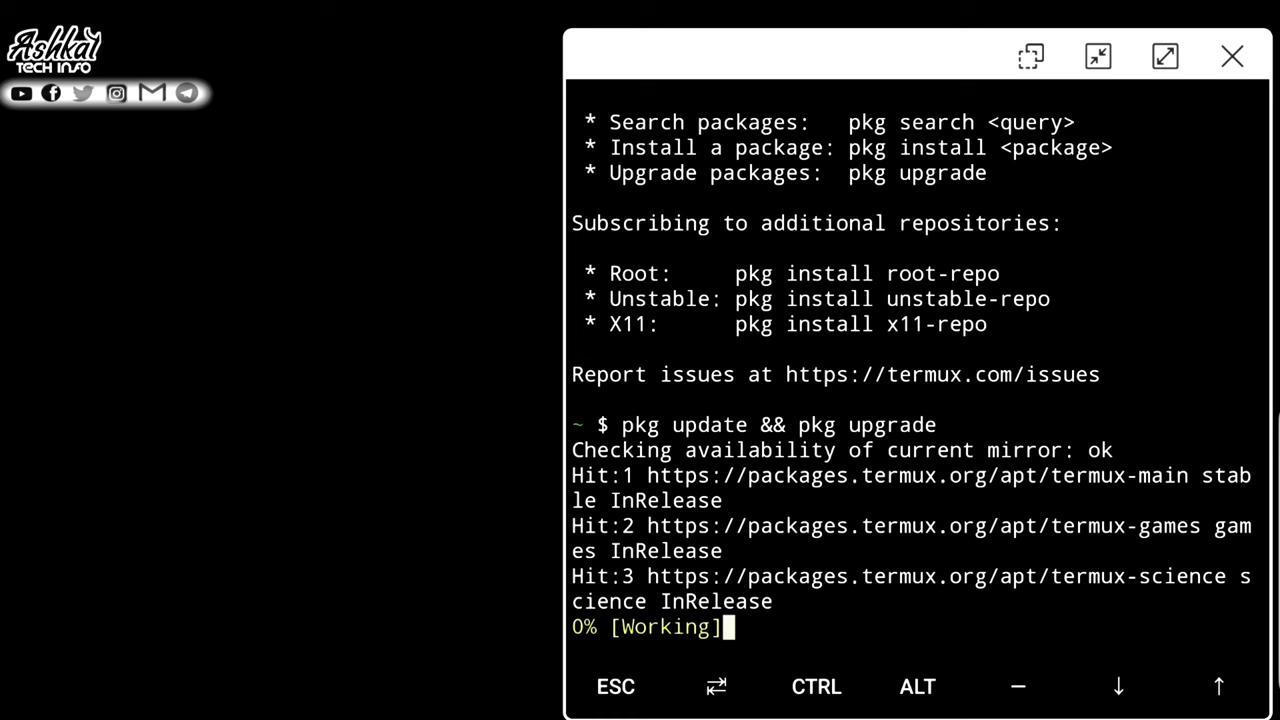 Ashkal
TECH INFO
* Search packages: pkg search <query>
* Install a package: pkg install <package>
* Upgrade packages: pkg upgrade
Subscribing to additional repositories:
* Root: pkg install root-repo
* Unstable: pkg install unstable-repo
* X11: pkg install x11-repo
Report issues at https://termux.com/issues
~ $ pkg update && pkg upgrade
Checking availability of current mirror: ok
Hit:1 https://packages.termux.org/apt/termux-main stab
le InRelease
Hit:2 https://packages.termux.org/apt/termux-games gam
es InRelease
Hit:3 https://packages.termux.org/apt/termux-science s
cience InRelease
0% [Working]
ESC ⇄ CTRL ALT — ↓ ↑